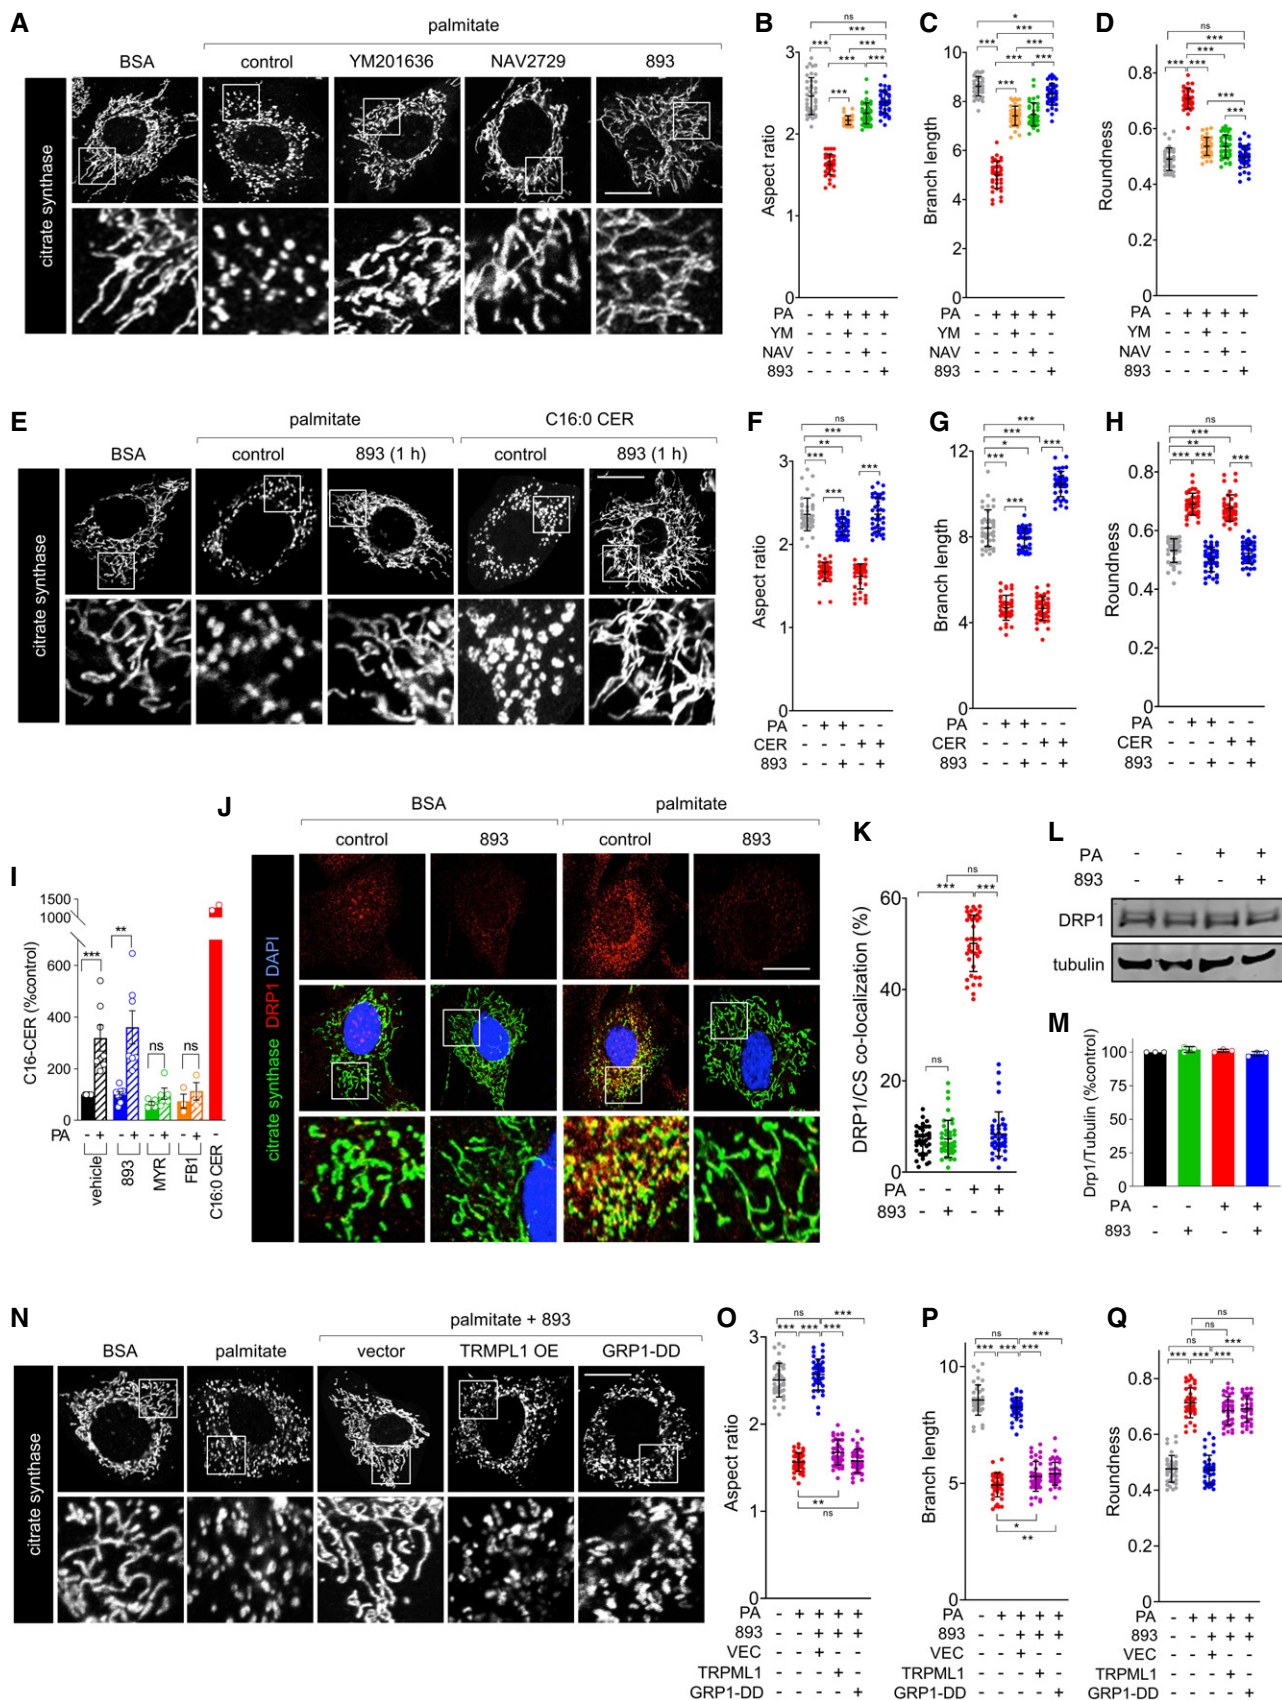 A
palmitate
BSA control YM201636 NAV2729 893
citrate synthase
B
ns
***
***
*** ***
*** ***
***
Aspect ratio
3
2
1
0
PA - + + + +
YM - - + - -
NAV - - - + -
893 - - - - +
C
*
***
***
*** *** ***
***
Branch length
10
8
6
4
2
0
PA - + + + +
YM - - + - -
NAV - - - + -
893 - - - - +
D
ns
***
***
*** ***
***
***
Roundness
0.8
0.6
0.4
0.2
0
PA - + + + +
YM - - + - -
NAV - - - + -
893 - - - - +
E
palmitate C16:0 CER
BSA control 893 (1 h) control 893 (1 h)
citrate synthase
F
ns
***
**
*** ***
***
Aspect ratio
3
2
1
0
PA - + + - -
CER - - - + +
893 - - + - +
G
***
***
*
*** ***
***
Branch length
12
8
4
0
PA - + + - -
CER - - - + +
893 - - + - +
H
ns
***
**
*** *** ***
Roundness
0.8
0.6
0.4
0.2
0
PA - + + - -
CER - - - + +
893 - - + - +
I
C16-CER (%control)
1500
1000
600
400
200
0
***
**
ns ns
PA - + - + - + - + -
vehicle
893
MYR
FB1
C16:0 CER
J
BSA palmitate
control 893 control 893
citrate synthase DRP1 DAPI
K
ns
*** ***
ns
DRP1/CS co-localization (%)
60
40
20
0
PA - - + +
893 - + - +
L
PA - - + +
893 - + - +
DRP1
tubulin
M
Drp1/Tubulin (%control)
100
75
50
25
0
PA - - + +
893 - + - +
N
palmitate + 893
BSA palmitate vector TRMPL1 OE GRP1-DD
citrate synthase
O
ns ***
*** *** ***
**
ns
Aspect ratio
3
2
1
0
PA - + + + +
893 - - + + +
VEC - - + - -
TRPML1 - - - + -
GRP1-DD - - - - +
P
ns ***
*** *** ***
*
**
Branch length
10
5
0
PA - + + + +
893 - - + + +
VEC - - + - -
TRPML1 - - - + -
GRP1-DD - - - - +
Q
ns
ns
ns ***
*** *** ***
Roundness
0.8
0.6
0.4
0.2
0
PA - + + + +
893 - - + + +
VEC - - + - -
TRPML1 - - - + -
GRP1-DD - - - - +